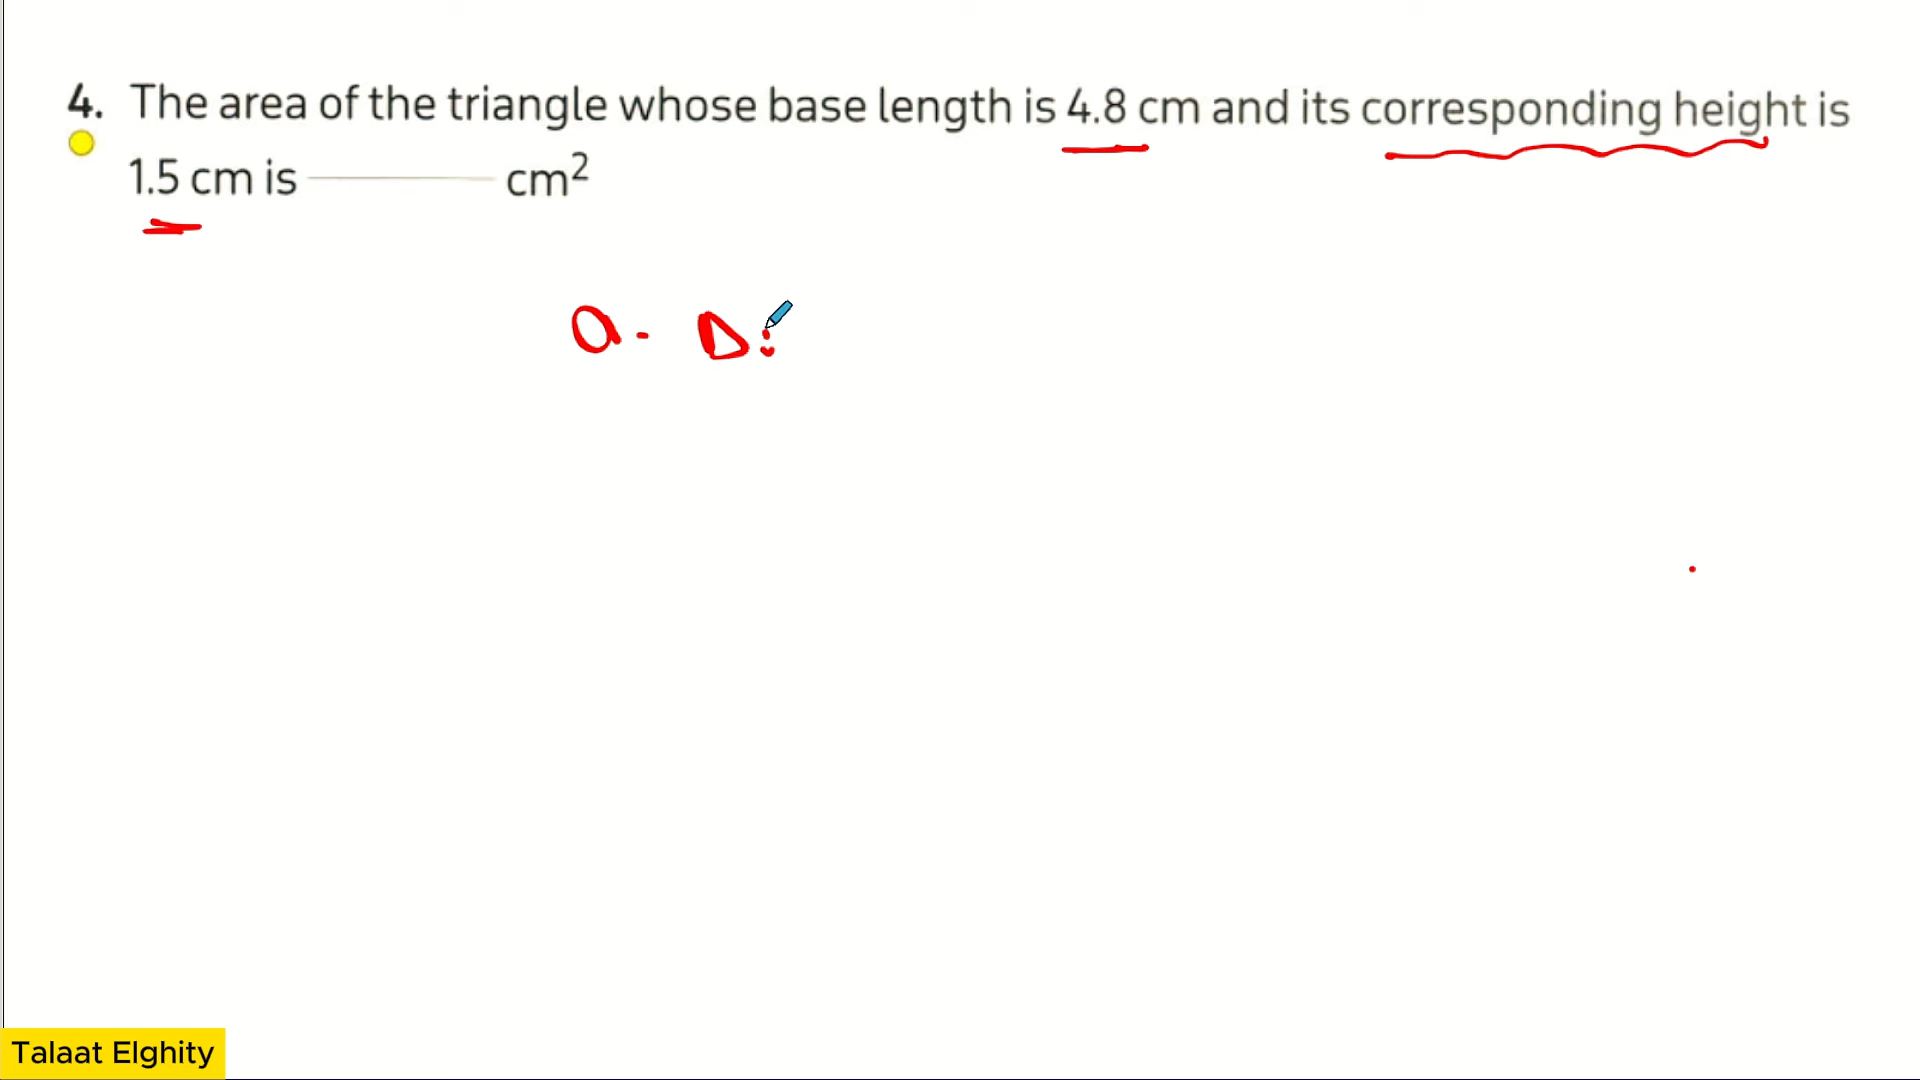 4. The area of the triangle whose base length is 4.8 cm and its corresponding height is
1.5 cm is ________ cm²
a. Δ:
Talaat Elghity